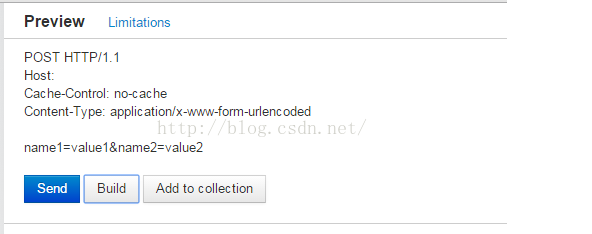 Preview Limitations
POST HTTP/1.1
Host:
Cache-Control: no-cache
Content-Type: application/x-www-form-urlencoded
http://blog.csdn.net/
name1=value1&name2=value2
Send Build Add to collection